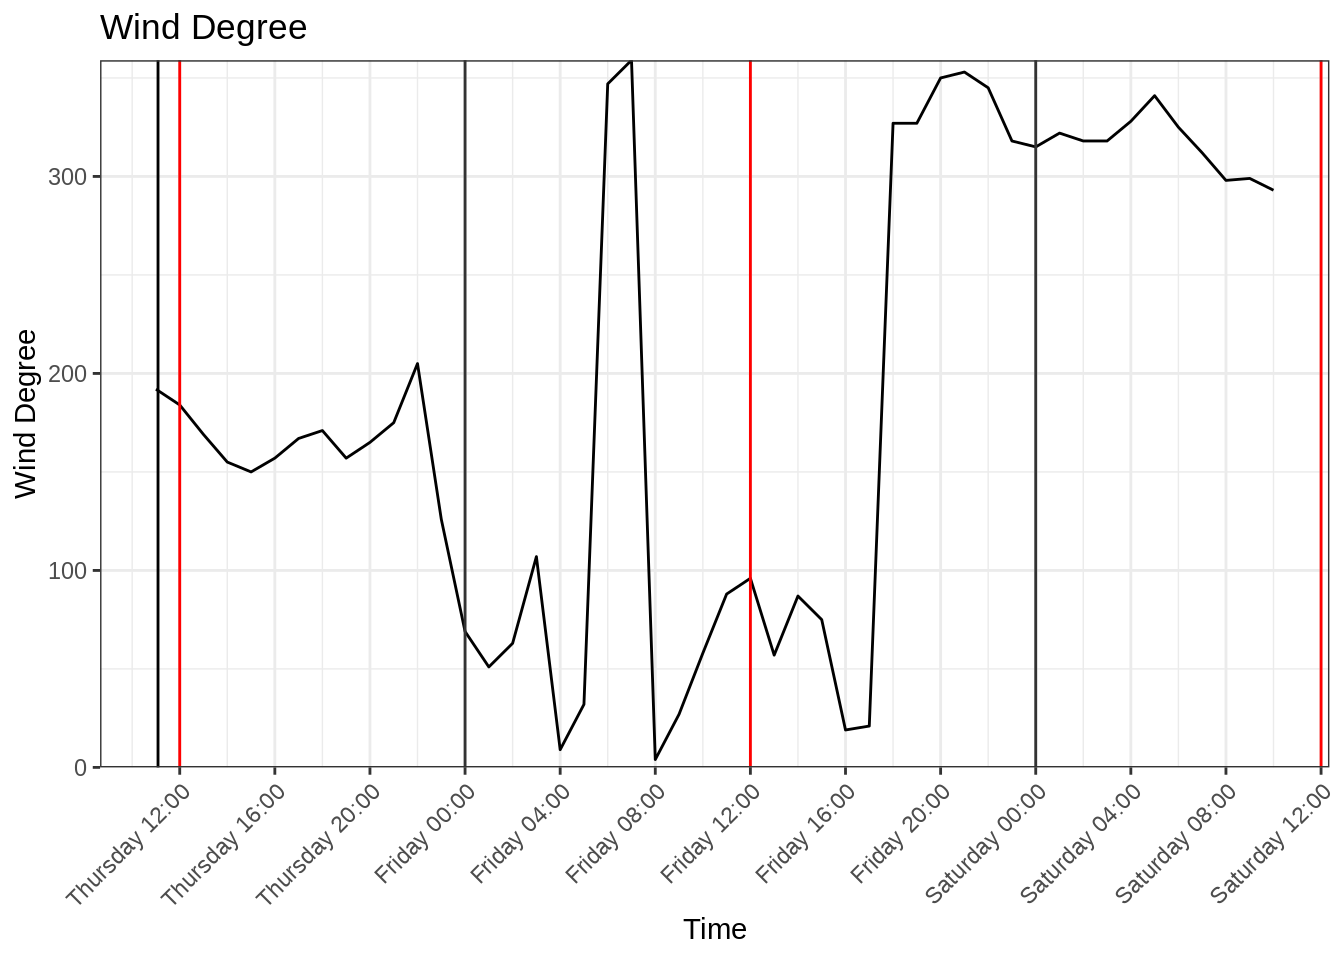 Wind Degree
Wind Degree
300
200
100
0
Thursday 12:00
Thursday 16:00
Thursday 20:00
Friday 00:00
Friday 04:00
Friday 08:00
Friday 12:00
Friday 16:00
Friday 20:00
Saturday 00:00
Saturday 04:00
Saturday 08:00
Saturday 12:00
Time